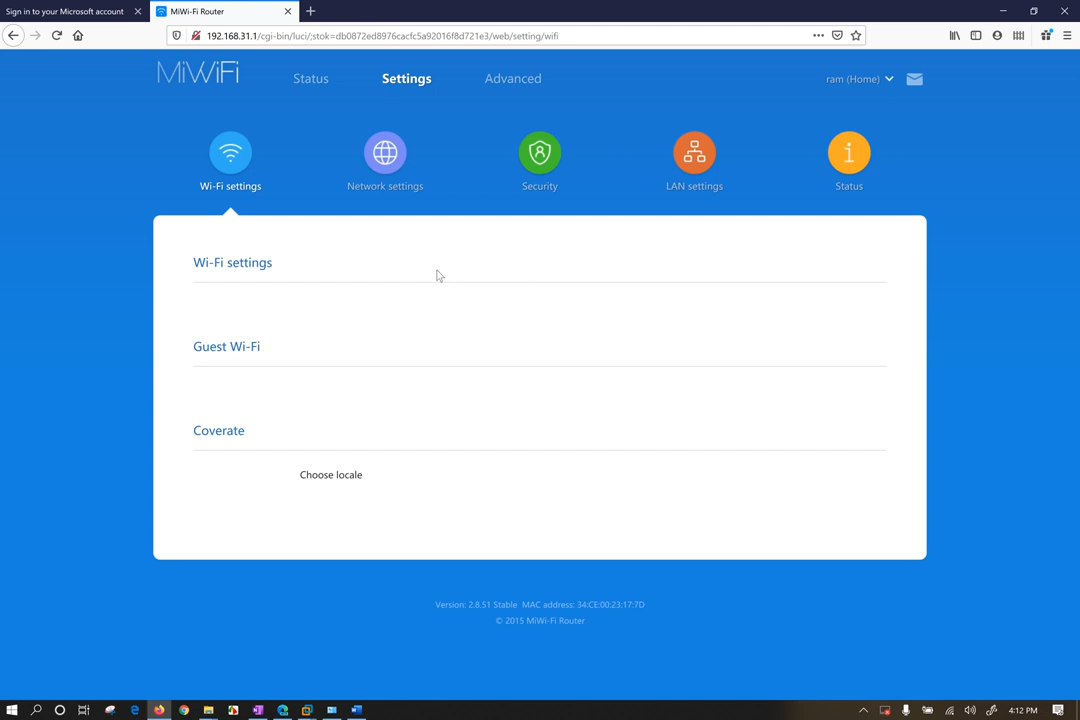 Sign in to your Microsoft account
MiWi-Fi Router
192.168.31.1/cgi-bin/luci/;stok=db0872ed8976cacfc5a92016f8d721e3/web/setting/wifi
MiWiFi
Status
Settings
Advanced
ram (Home)
Wi-Fi settings
Network settings
Security
LAN settings
Status
Wi-Fi settings
Guest Wi-Fi
Coverate
Choose locale
Version: 2.8.51 Stable MAC address: 34:CE:00:23:17:7D
© 2015 MiWi-Fi Router
4:12 PM